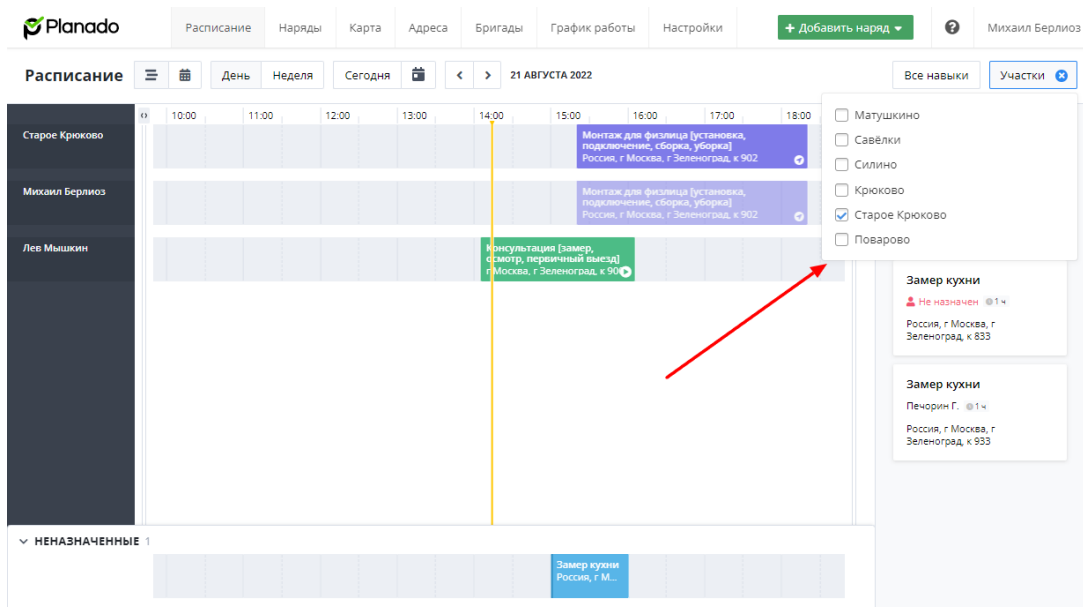 Planado
Расписание
Наряды
Карта
Адреса
Бригады
График работы
Настройки
+ Добавить наряд
?
Михаил Берлиоз
Расписание
День
Неделя
Сегодня
21 АВГУСТА 2022
Все навыки
Участки
10:00
11:00
12:00
13:00
14:00
15:00
16:00
17:00
18:00
Матушкино
Савёлки
Силино
Крюково
Старое Крюково
Поварово
Старое Крюково
Монтаж для физлица [установка,
подключение, сборка, уборка]
Россия, г Москва, г Зеленоград, к 902
Михаил Берлиоз
Монтаж для физлица [установка,
подключение, сборка, уборка]
Россия, г Москва, г Зеленоград, к 902
Лев Мышкин
Консультация [замер,
осмотр, первичный выезд]
г Москва, г Зеленоград, к 90
Замер кухни
Не назначен
1 ч
Россия, г Москва, г
Зеленоград, к 833
Замер кухни
Печорин Г.
1 ч
Россия, г Москва, г
Зеленоград, к 933
НЕНАЗНАЧЕННЫЕ 1
Замер кухни
Россия, г М...